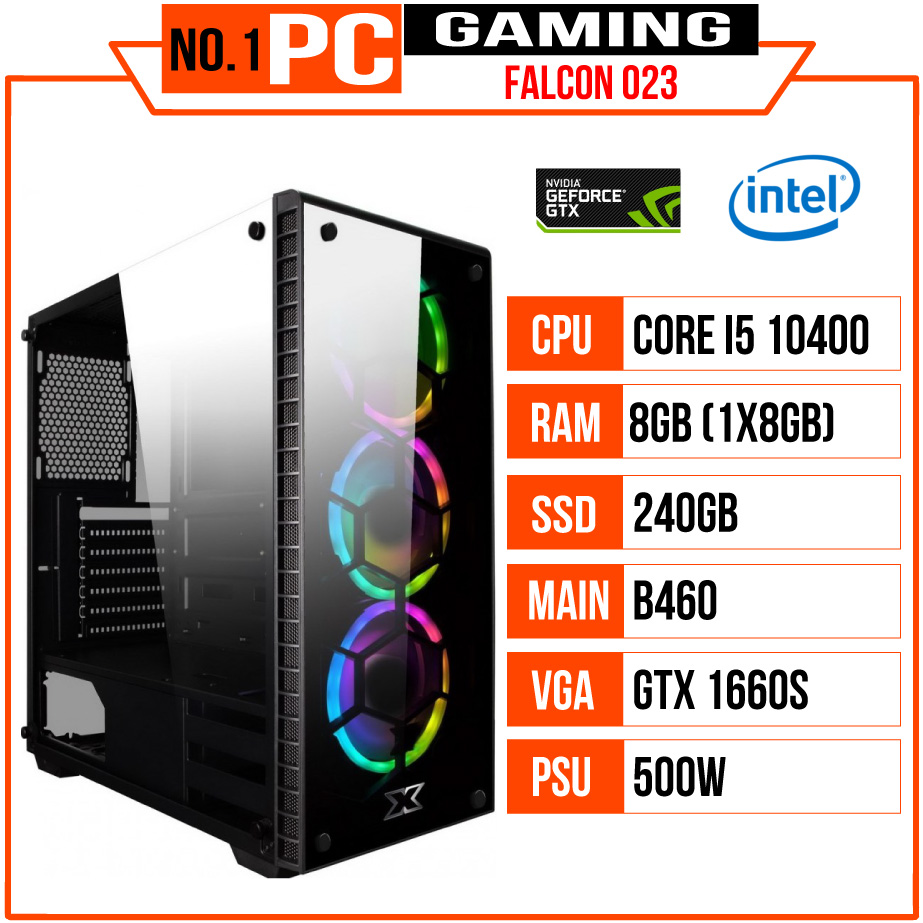 NO.1 PC GAMING
FALCON 023
NVIDIA
GEFORCE®
GTX
intel®
CPU CORE I5 10400
RAM 8GB (1X8GB)
SSD 240GB
MAIN B460
VGA GTX 1660S
PSU 500W